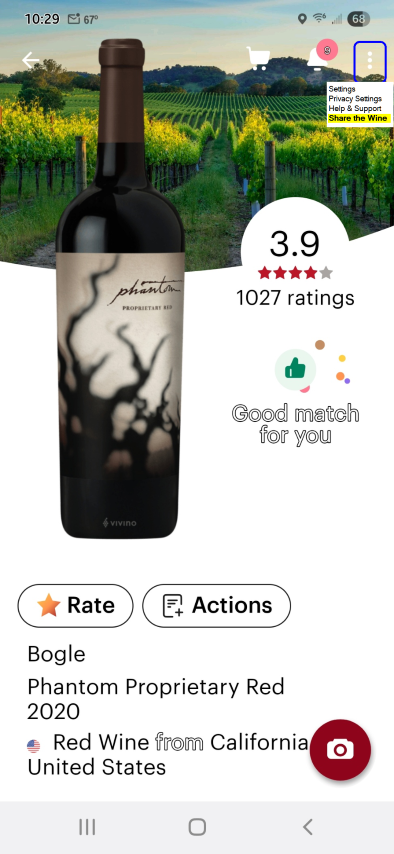 10:29 67°
68
9
Settings
Privacy Settings
Help & Support
Share the Wine
3.9
1027 ratings
phantom
PROPRIETARY RED
Good match
for you
VIVINO
Rate
Actions
Bogle
Phantom Proprietary Red
2020
Red Wine from California
United States